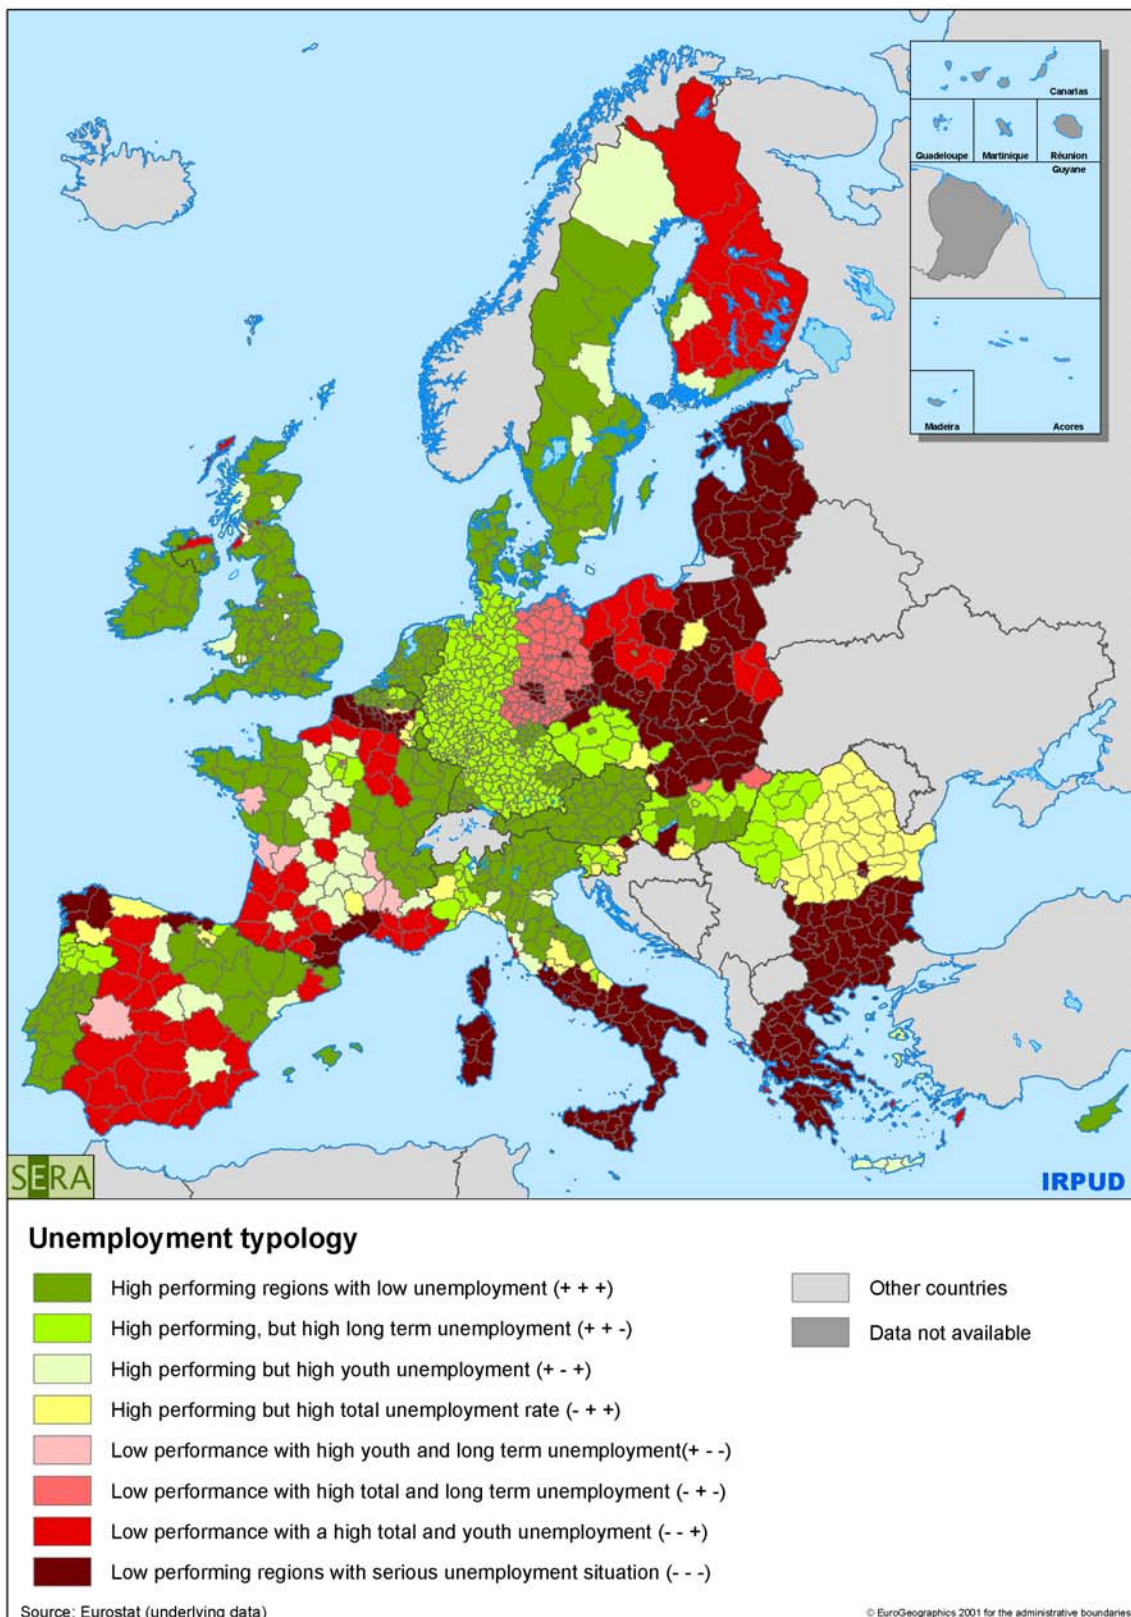 Canarias
Guadeloupe
Martinique
Réunion
Guyane
Madeira
Acores
SERA
IRPUD
Unemployment typology
High performing regions with low unemployment (+ + +)
High performing, but high long term unemployment (+ + -)
High performing but high youth unemployment (+ - +)
High performing but high total unemployment rate (- + +)
Low performance with high youth and long term unemployment(+ - -)
Low performance with high total and long term unemployment (- + -)
Low performance with a high total and youth unemployment (- - +)
Low performing regions with serious unemployment situation (- - -)
Other countries
Data not available
Source: Eurostat (underlying data)
© EuroGeographics 2001 for the administrative boundaries